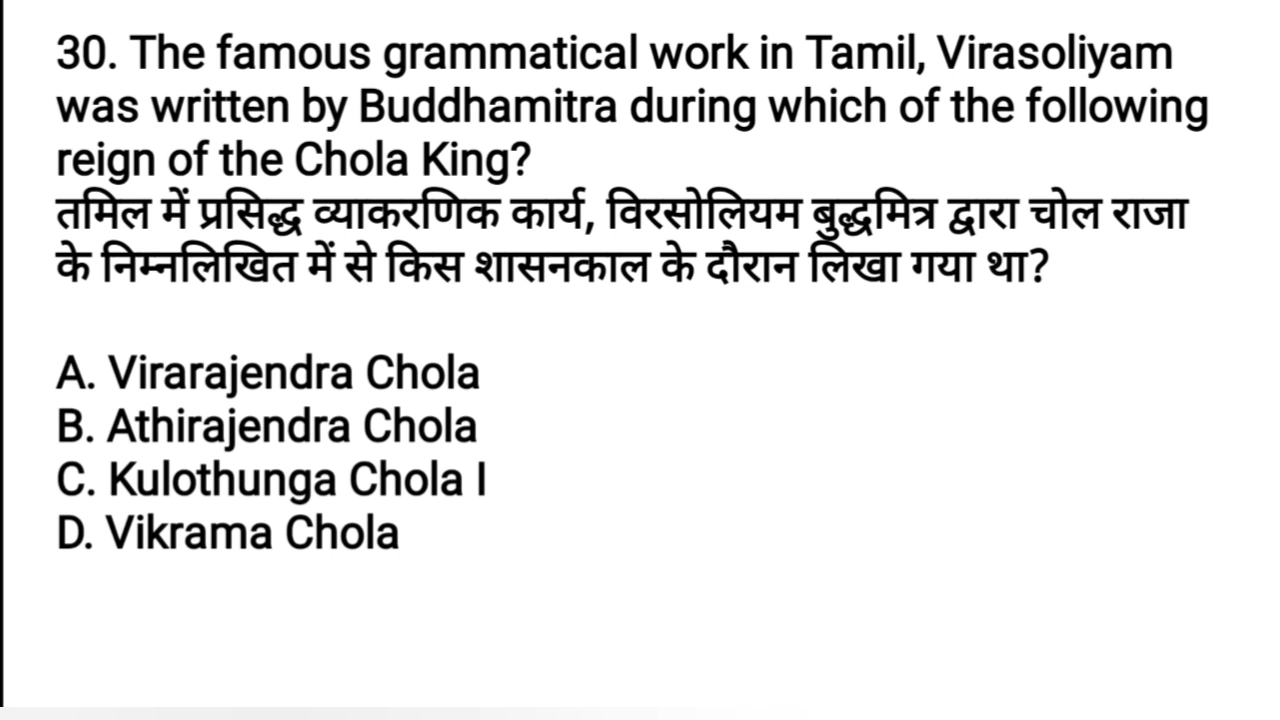 30. The famous grammatical work in Tamil, Virasoliyam
was written by Buddhamitra during which of the following
reign of the Chola King?
तमिल में प्रसिद्ध व्याकरणिक कार्य, विरसोलियम बुद्धमित्र द्वारा चोल राजा
के निम्नलिखित में से किस शासनकाल के दौरान लिखा गया था?
A. Virarajendra Chola
B. Athirajendra Chola
C. Kulothunga Chola I
D. Vikrama Chola